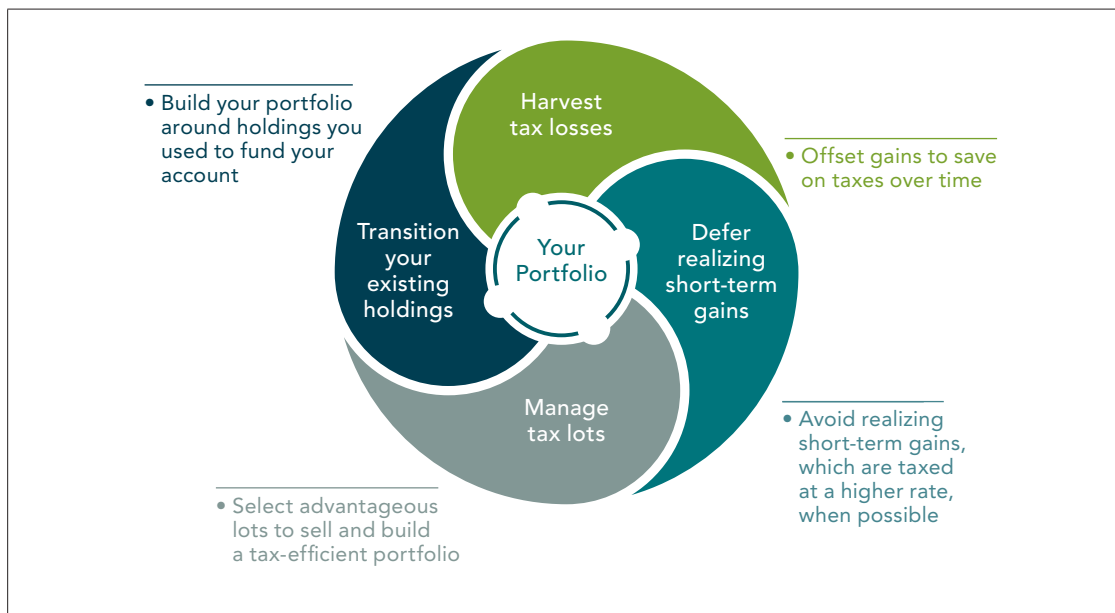 • Build your portfolio
around holdings you
used to fund your
account
Harvest
tax losses
• Offset gains to save
on taxes over time
Transition
your
existing
holdings
Your
Portfolio
Defer
realizing
short-term
gains
Manage
tax lots
• Avoid realizing
short-term gains,
which are taxed
at a higher rate,
when possible
• Select advantageous
lots to sell and build
a tax-efficient portfolio